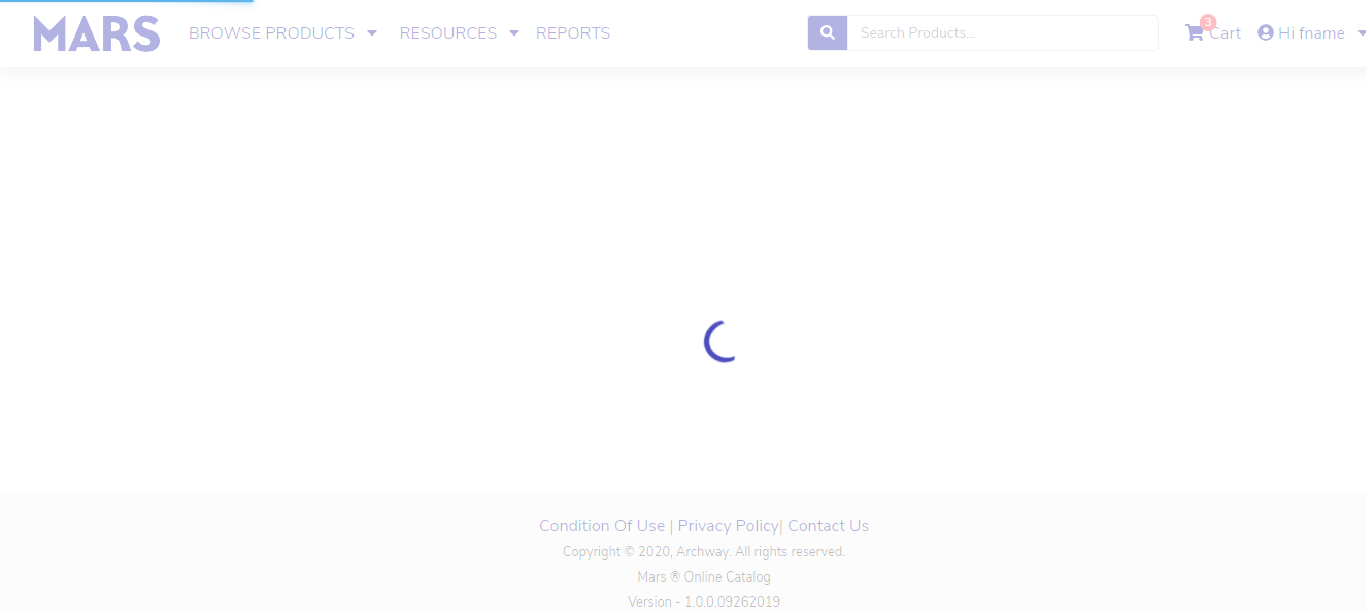 MARS BROWSE PRODUCTS RESOURCES REPORTS Search Products... 3 Cart Hi fname
Condition Of Use | Privacy Policy| Contact Us
Copyright © 2020, Archway. All rights reserved.
Mars ® Online Catalog
Version - 1.0.0.09262019